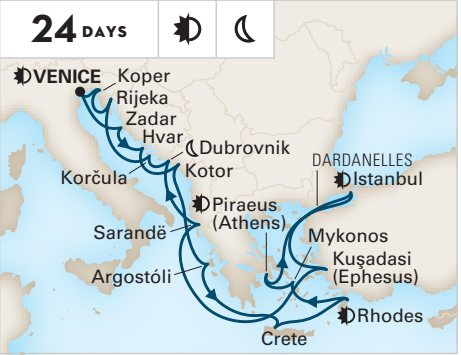 24 DAYS
VENICE
Koper
Rijeka
Zadar
Hvar
Dubrovnik
Korčula
Kotor
DARDANELLES
Istanbul
Piraeus
(Athens)
Sarandë
Mykonos
Kuşadasi
(Ephesus)
Argostóli
Rhodes
Crete